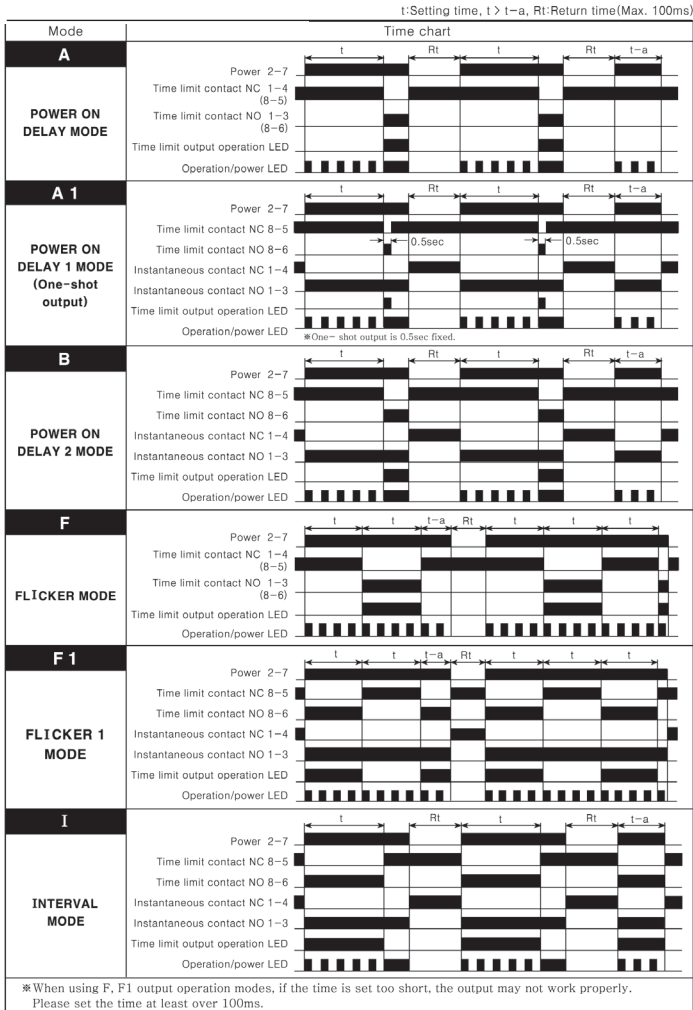 t:Setting time, t > t-a, Rt:Return time(Max. 100ms)
Mode Time chart
A
POWER ON
DELAY MODE
t Rt t Rt t-a
Power 2-7
Time limit contact NC 1-4
(8-5)
Time limit contact NO 1-3
(8-6)
Time limit output operation LED
Operation/power LED
A 1
POWER ON
DELAY 1 MODE
(One-shot
output)
t Rt t Rt t-a
Power 2-7
Time limit contact NC 8-5
0.5sec 0.5sec
Time limit contact NO 8-6
Instantaneous contact NC 1-4
Instantaneous contact NO 1-3
Time limit output operation LED
Operation/power LED
※One- shot output is 0.5sec fixed.
B
POWER ON
DELAY 2 MODE
t Rt t Rt t-a
Power 2-7
Time limit contact NC 8-5
Time limit contact NO 8-6
Instantaneous contact NC 1-4
Instantaneous contact NO 1-3
Time limit output operation LED
Operation/power LED
F
FLICKER MODE
t t t-a Rt t t t
Power 2-7
Time limit contact NC 1-4
(8-5)
Time limit contact NO 1-3
(8-6)
Time limit output operation LED
Operation/power LED
F 1
FLICKER 1
MODE
t t t-a Rt t t t
Power 2-7
Time limit contact NC 8-5
Time limit contact NO 8-6
Instantaneous contact NC 1-4
Instantaneous contact NO 1-3
Time limit output operation LED
Operation/power LED
I
INTERVAL
MODE
t Rt t Rt t-a
Power 2-7
Time limit contact NC 8-5
Time limit contact NO 8-6
Instantaneous contact NC 1-4
Instantaneous contact NO 1-3
Time limit output operation LED
Operation/power LED
※When using F, F1 output operation modes, if the time is set too short, the output may not work properly.
Please set the time at least over 100ms.